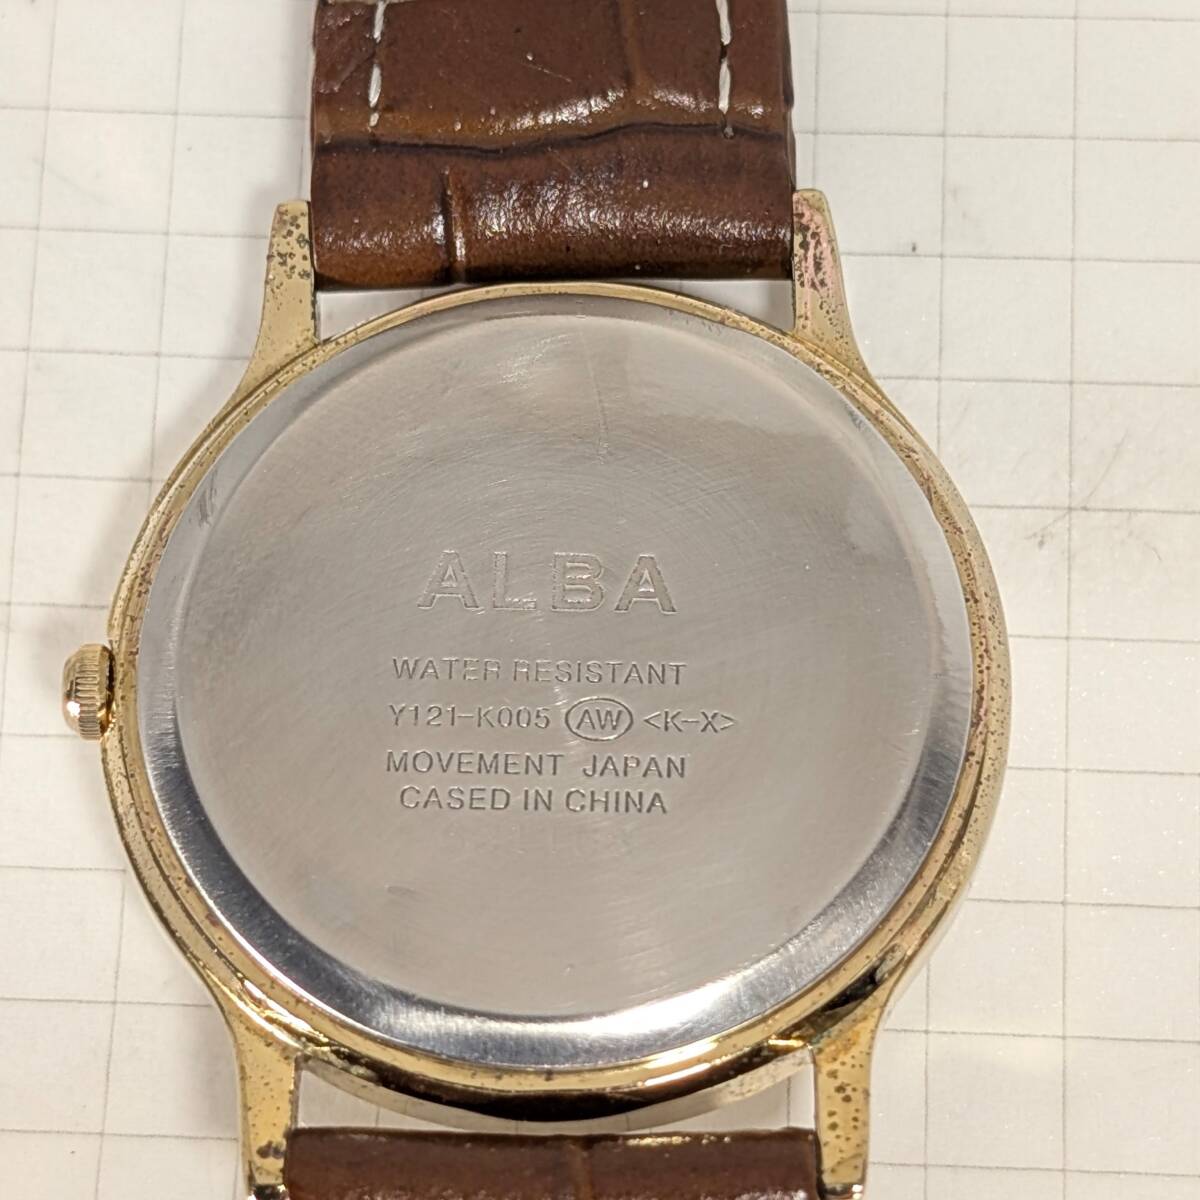 ALBA
WATER RESISTANT
Y121-K005 AW <K-X>
MOVEMENT JAPAN
CASED IN CHINA